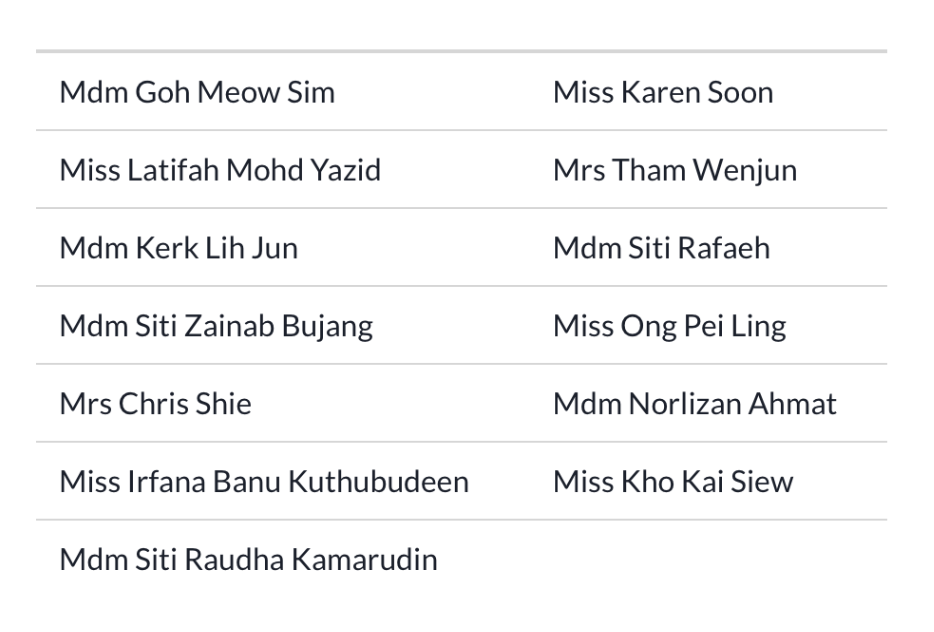 Mdm Goh Meow Sim Miss Karen Soon
Miss Latifah Mohd Yazid Mrs Tham Wenjun
Mdm Kerk Lih Jun Mdm Siti Rafaeh
Mdm Siti Zainab Bujang Miss Ong Pei Ling
Mrs Chris Shie Mdm Norlizan Ahmat
Miss Irfana Banu Kuthubudeen Miss Kho Kai Siew
Mdm Siti Raudha Kamarudin